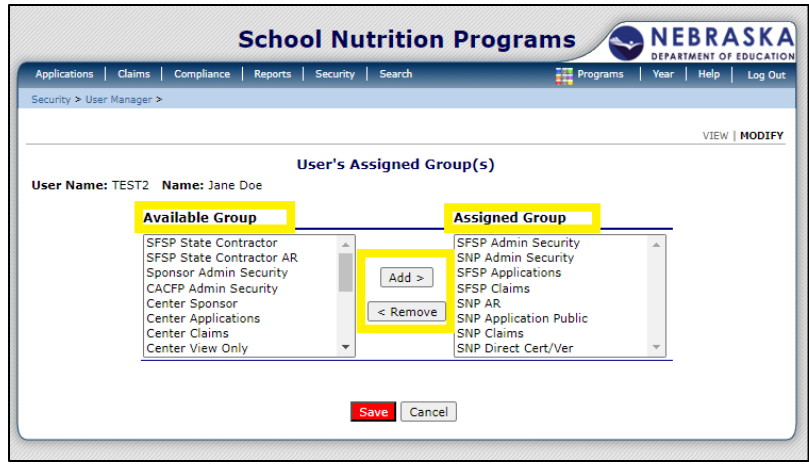 School Nutrition Programs
NEBRASKA
DEPARTMENT OF EDUCATION
Applications | Claims | Compliance | Reports | Security | Search Programs | Year | Help | Log Out
Security > User Manager >
VIEW | MODIFY
User's Assigned Group(s)
User Name: TEST2 Name: Jane Doe
Available Group
SFSP State Contractor
SFSP State Contractor AR
Sponsor Admin Security
CACFP Admin Security
Center Sponsor
Center Applications
Center Claims
Center View Only
Add >
< Remove
Assigned Group
SFSP Admin Security
SNP Admin Security
SFSP Applications
SFSP Claims
SNP AR
SNP Application Public
SNP Claims
SNP Direct Cert/Ver
Save Cancel